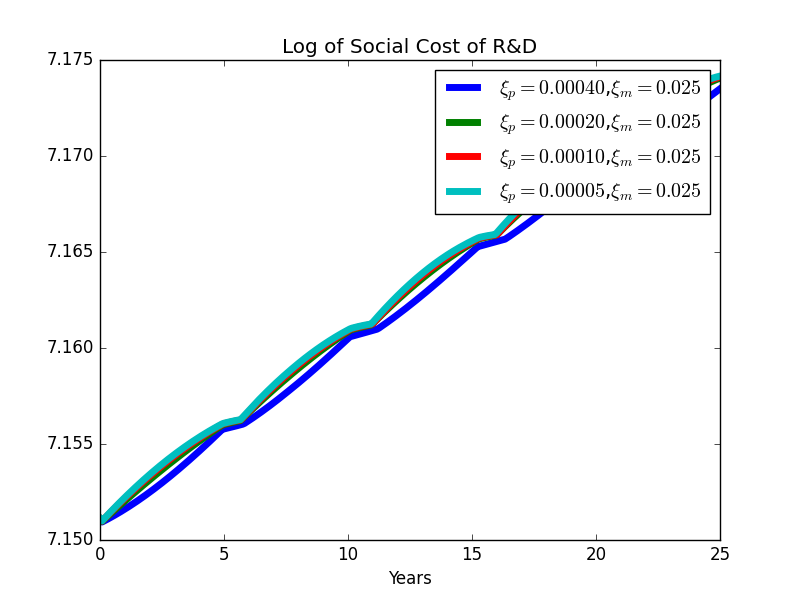 Log of Social Cost of R&D
7.175
7.170
7.165
7.160
7.155
7.150
ξp = 0.00040,ξm = 0.025
ξp = 0.00020,ξm = 0.025
ξp = 0.00010,ξm = 0.025
ξp = 0.00005,ξm = 0.025
0 5 10 15 20 25
Years